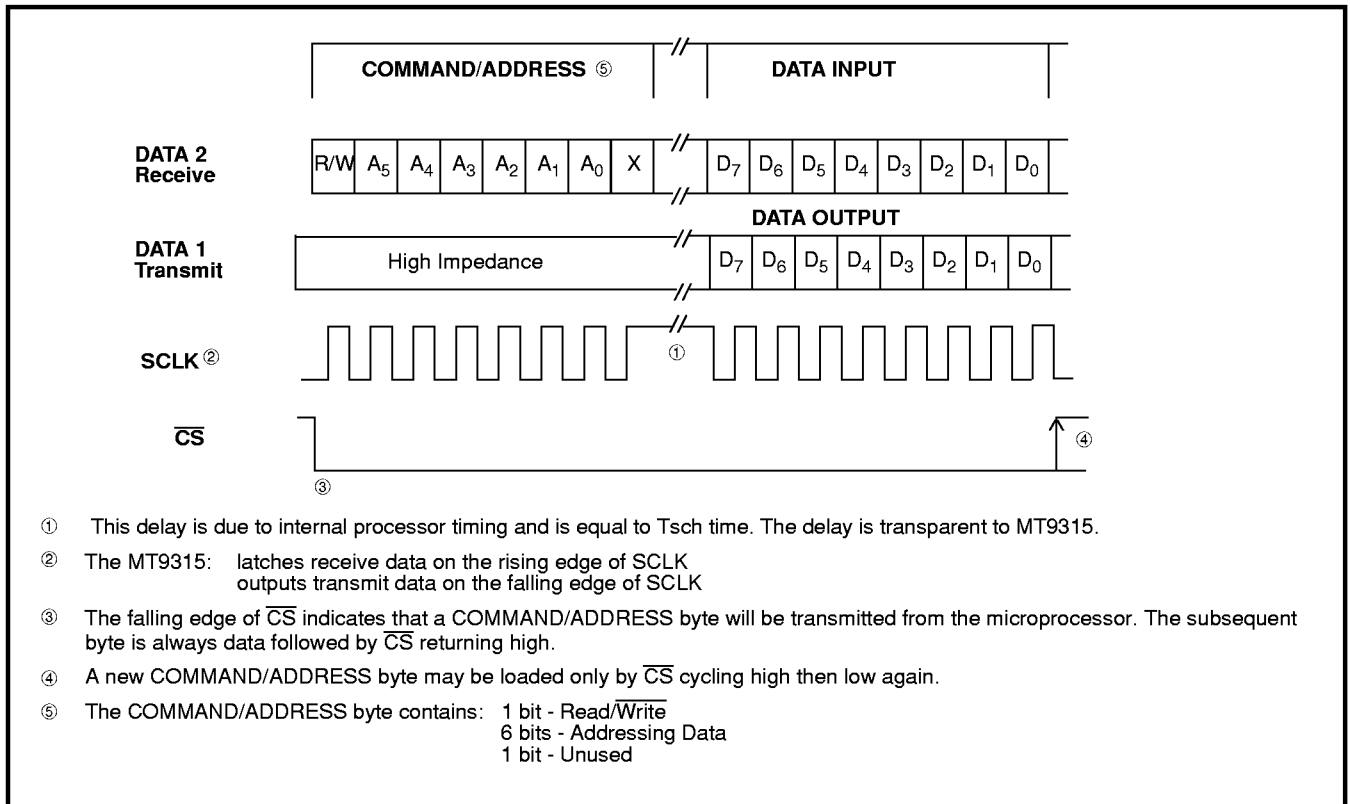 COMMAND/ADDRESS ⑤ DATA INPUT
DATA 2
Receive
R/W A₅ A₄ A₃ A₂ A₁ A₀ X D₇ D₆ D₅ D₄ D₃ D₂ D₁ D₀
DATA OUTPUT
DATA 1
Transmit
High Impedance D₇ D₆ D₅ D₄ D₃ D₂ D₁ D₀
SCLK ②
①
C̅S̅
④
③
① This delay is due to internal processor timing and is equal to Tsch time. The delay is transparent to MT9315.
② The MT9315: latches receive data on the rising edge of SCLK
outputs transmit data on the falling edge of SCLK
③ The falling edge of C̅S̅ indicates that a COMMAND/ADDRESS byte will be transmitted from the microprocessor. The subsequent
byte is always data followed by C̅S̅ returning high.
④ A new COMMAND/ADDRESS byte may be loaded only by C̅S̅ cycling high then low again.
⑤ The COMMAND/ADDRESS byte contains: 1 bit - Read/W̅r̅i̅t̅e̅
6 bits - Addressing Data
1 bit - Unused